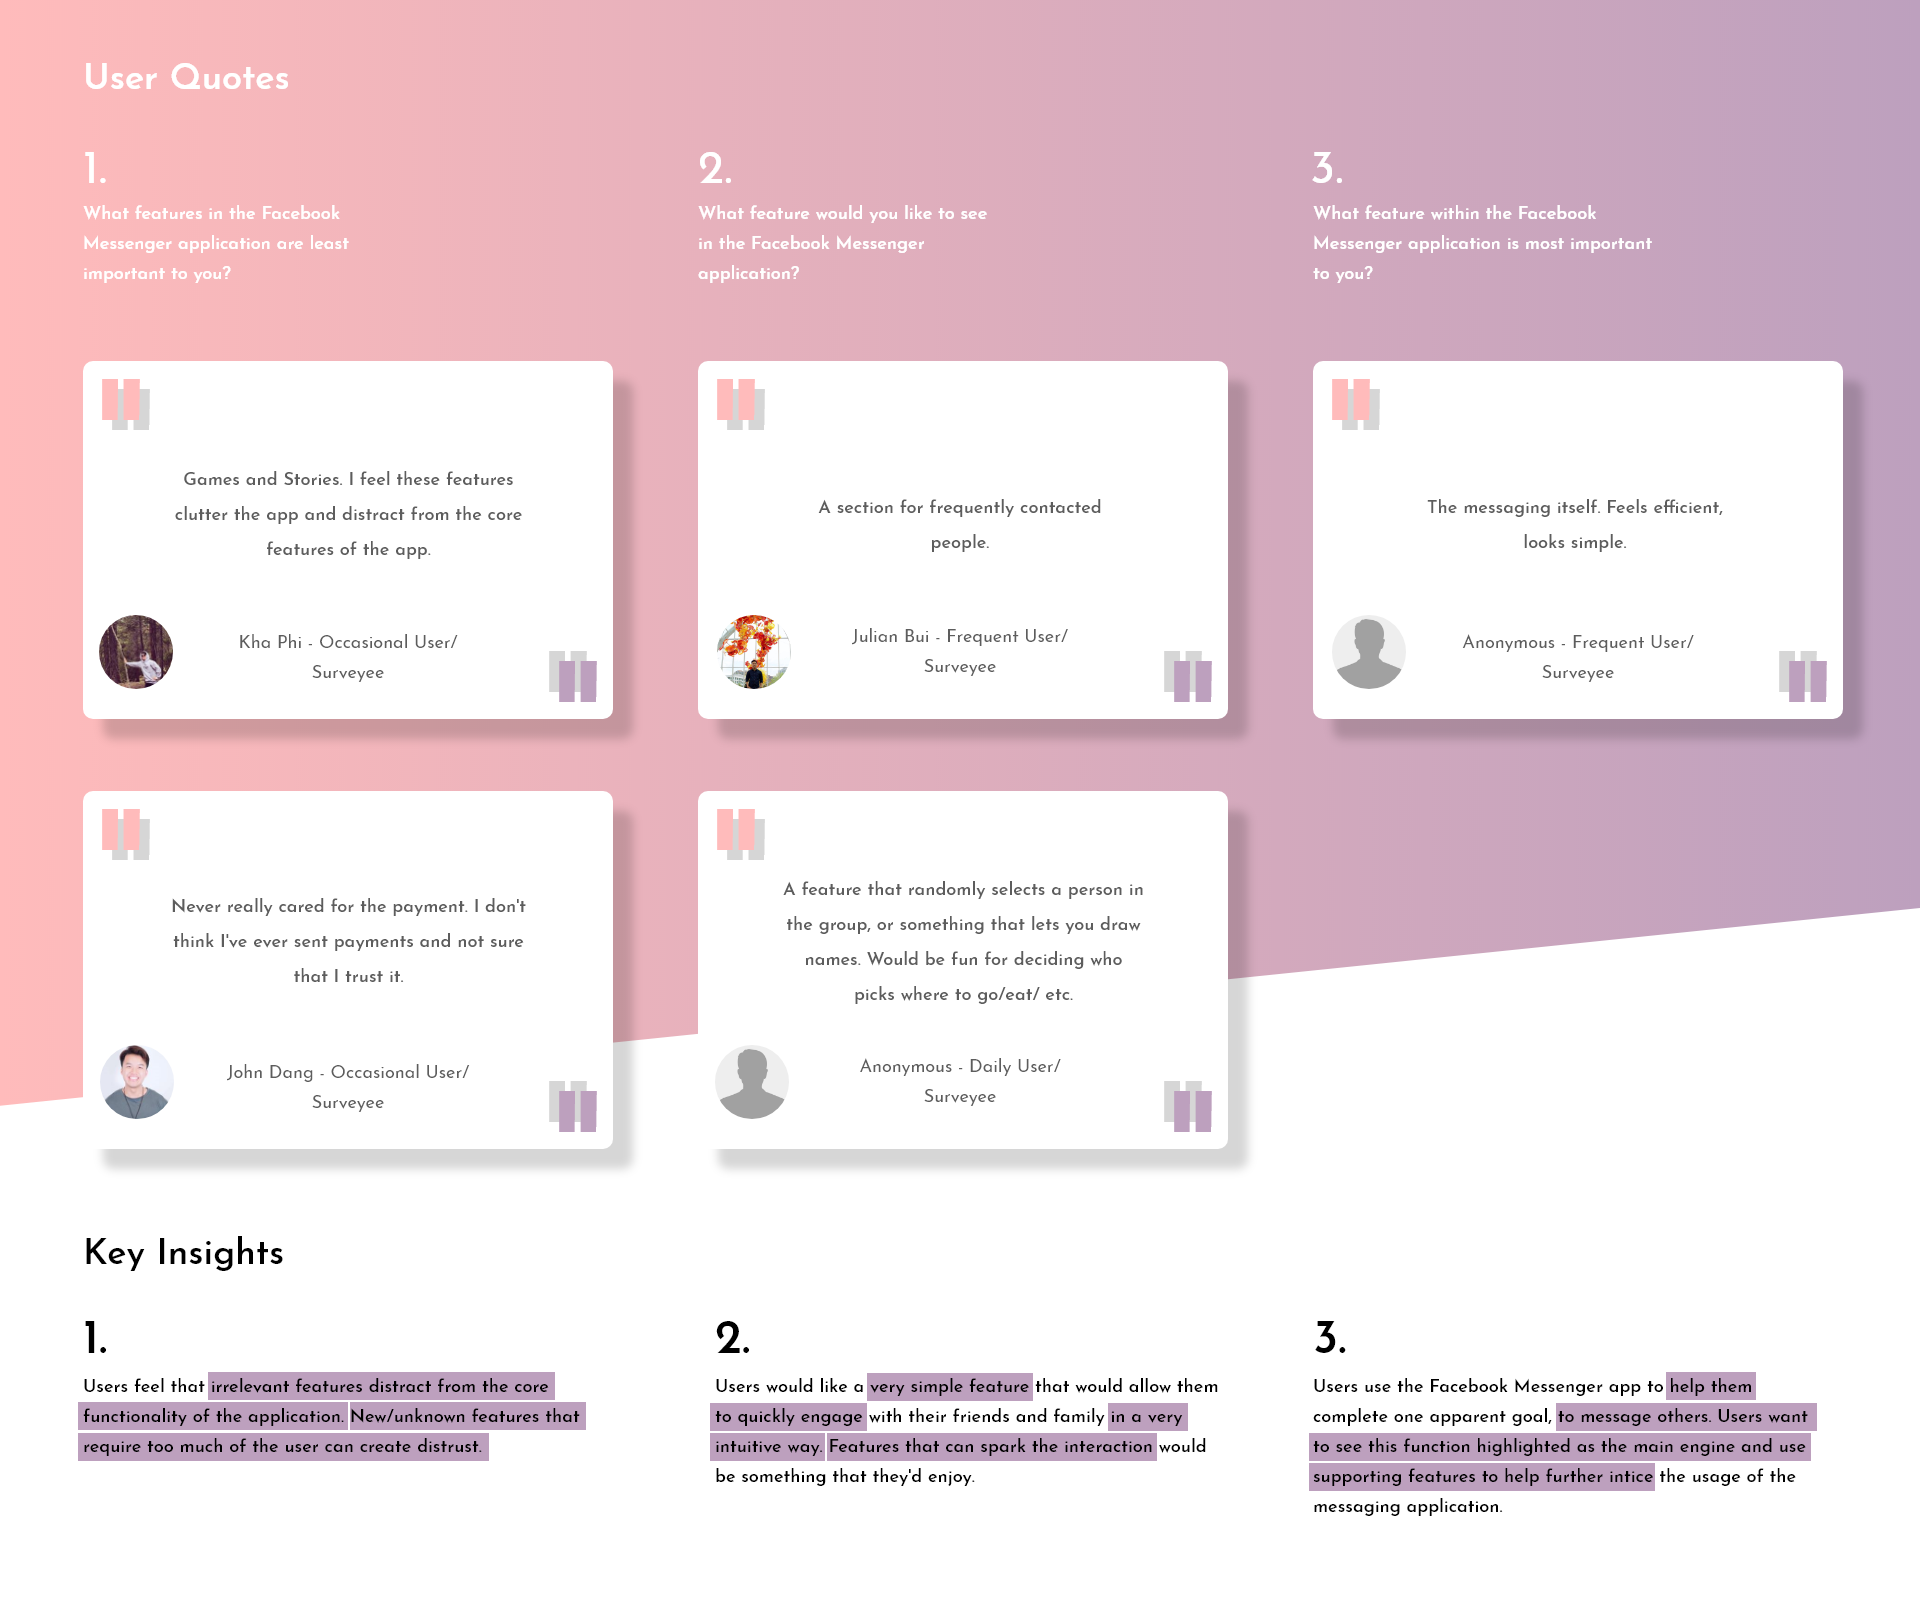 User Quotes
1.
What features in the Facebook
Messenger application are least
important to you?
2.
What feature would you like to see
in the Facebook Messenger
application?
3.
What feature within the Facebook
Messenger application is most important
to you?
Games and Stories. I feel these features
clutter the app and distract from the core
features of the app.
Kha Phi - Occasional User/
Surveyee
A section for frequently contacted
people.
Julian Bui - Frequent User/
Surveyee
The messaging itself. Feels efficient,
looks simple.
Anonymous - Frequent User/
Surveyee
Never really cared for the payment. I don't
think I've ever sent payments and not sure
that I trust it.
John Dang - Occasional User/
Surveyee
A feature that randomly selects a person in
the group, or something that lets you draw
names. Would be fun for deciding who
picks where to go/eat/ etc.
Anonymous - Daily User/
Surveyee
Key Insights
1.
Users feel that irrelevant features distract from the core
functionality of the application. New/unknown features that
require too much of the user can create distrust.
2.
Users would like a very simple feature that would allow them
to quickly engage with their friends and family in a very
intuitive way. Features that can spark the interaction would
be something that they'd enjoy.
3.
Users use the Facebook Messenger app to help them
complete one apparent goal, to message others. Users want
to see this function highlighted as the main engine and use
supporting features to help further intice the usage of the
messaging application.